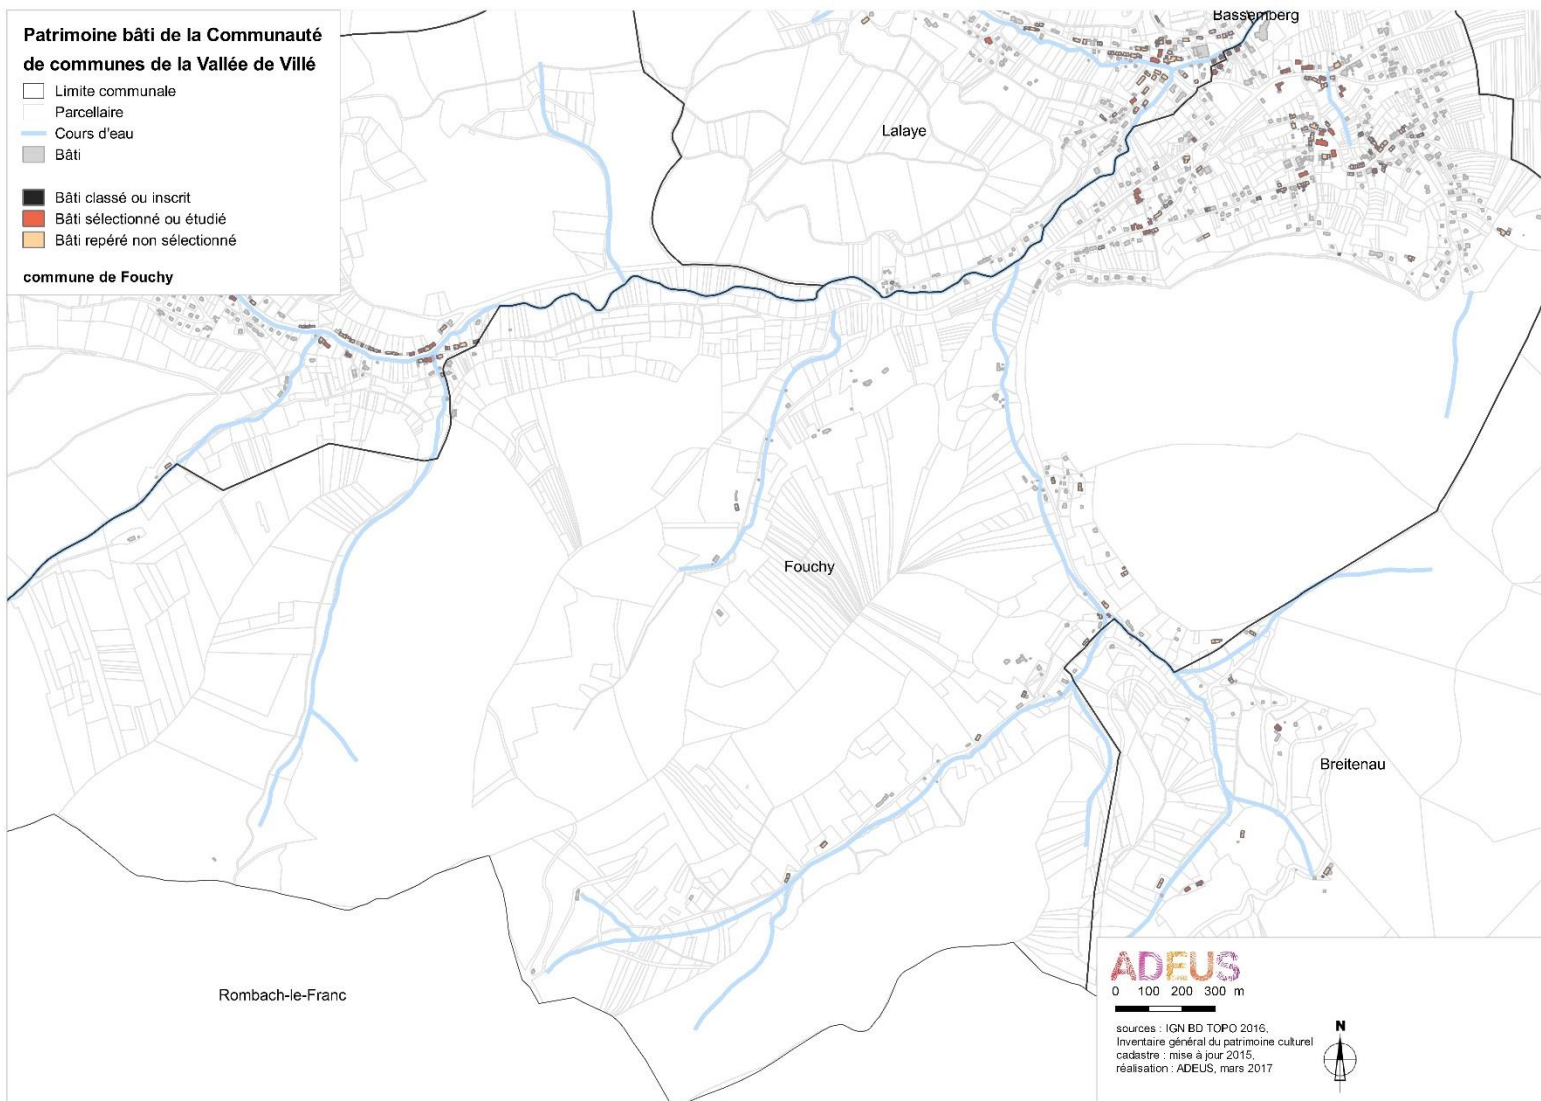 Patrimoine bâti de la Communauté
de communes de la Vallée de Villé
Limite communale
Parcellaire
Cours d'eau
Bâti
Bâti classé ou inscrit
Bâti sélectionné ou étudié
Bâti repéré non sélectionné
commune de Fouchy
Bassemberg
Lalaye
Fouchy
Breitenau
Rombach-le-Franc
ADEUS
0 100 200 300 m
sources : IGN BD TOPO 2016,
Inventaire général du patrimoine culturel
cadastre : mise à jour 2015,
réalisation : ADEUS, mars 2017
N